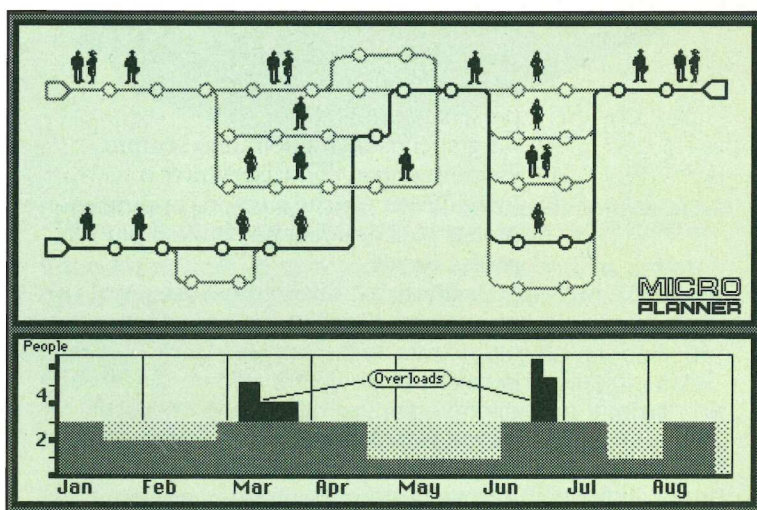 MICRO
PLANNER
People
4
Overloads
2
Jan Feb Mar Apr May Jun Jul Aug